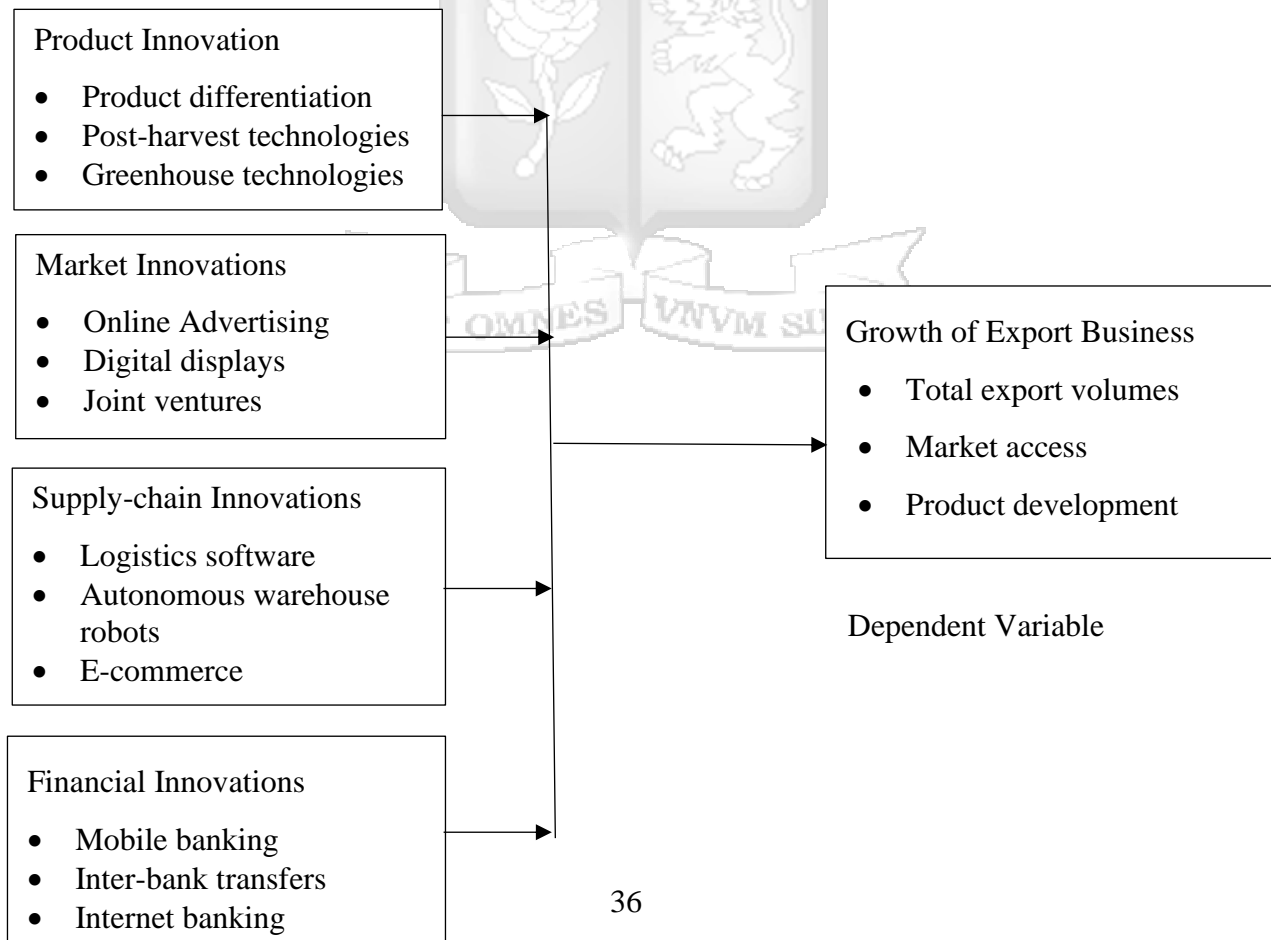 Product Innovation
• Product differentiation
• Post-harvest technologies
• Greenhouse technologies
Market Innovations
• Online Advertising
• Digital displays
• Joint ventures
Supply-chain Innovations
• Logistics software
• Autonomous warehouse
robots
• E-commerce
Financial Innovations
• Mobile banking
• Inter-bank transfers
• Internet banking
OMNES VNVM
Growth of Export Business
• Total export volumes
• Market access
• Product development
Dependent Variable
36